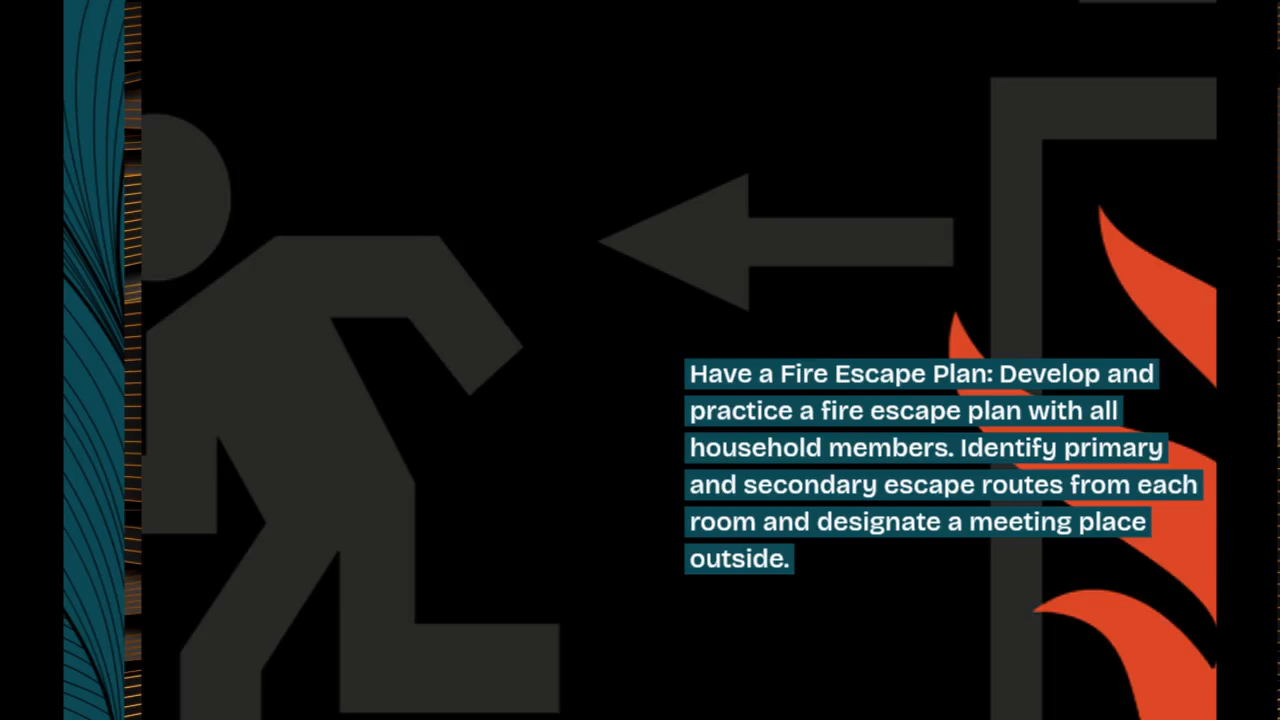 Have a Fire Escape Plan: Develop and
practice a fire escape plan with all
household members. Identify primary
and secondary escape routes from each
room and designate a meeting place
outside.